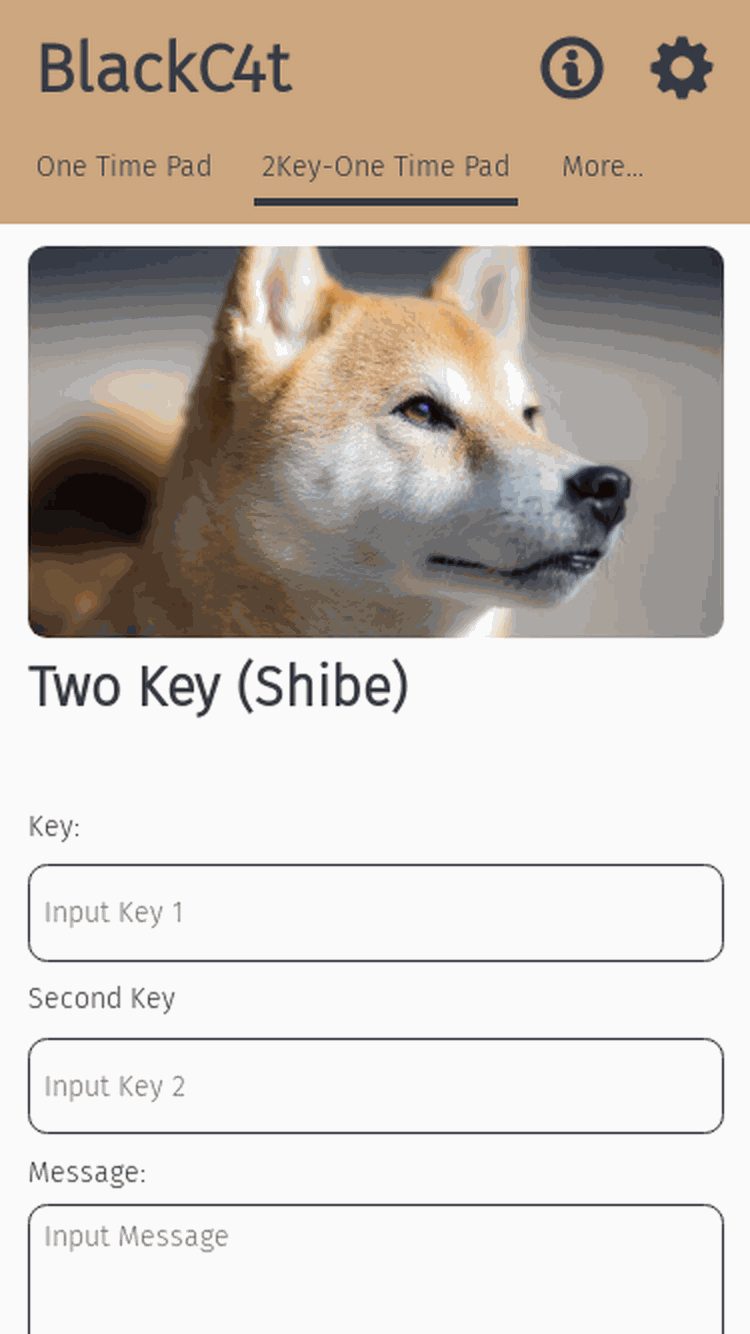 BlackC4t
One Time Pad 2Key-One Time Pad More...
Two Key (Shibe)
Key:
Input Key 1
Second Key
Input Key 2
Message:
Input Message